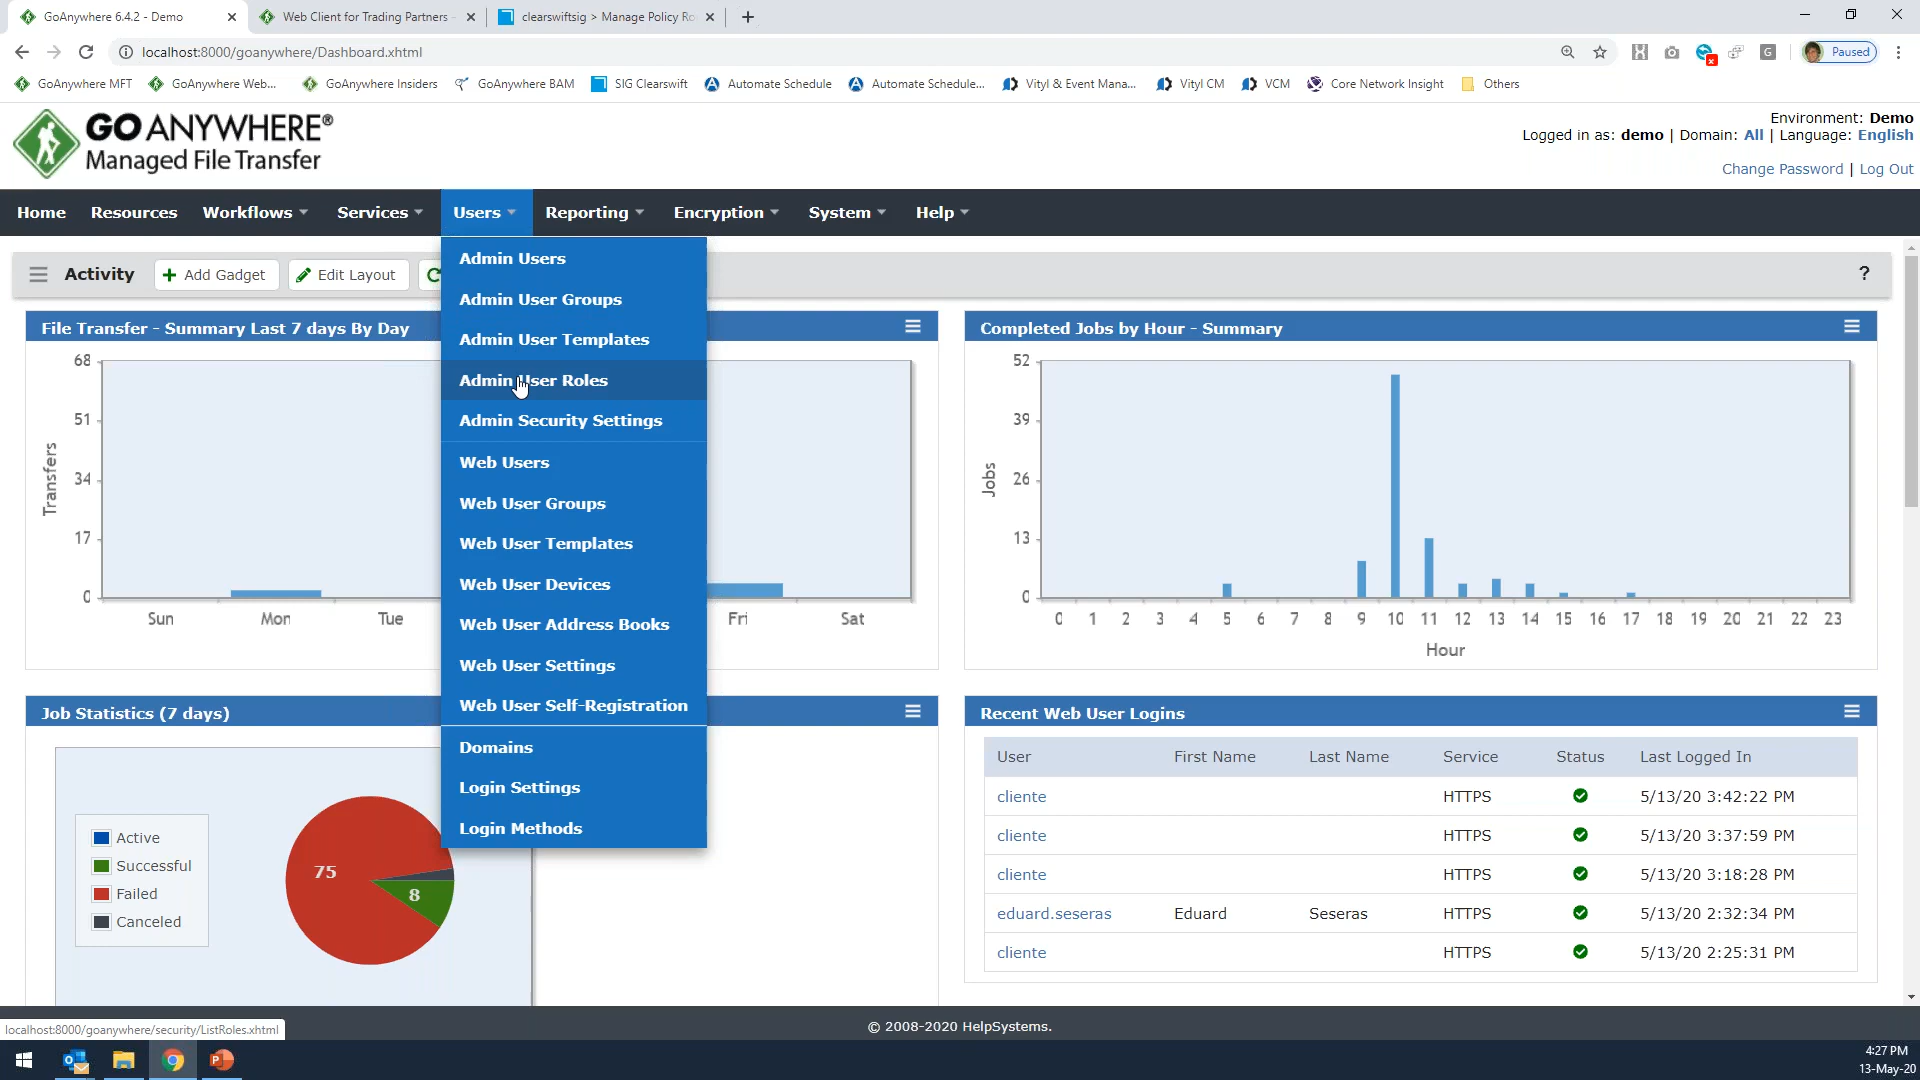 GoAnywhere 6.4.2 - Demo
Web Client for Trading Partners -
clearswiftsig > Manage Policy Ro
localhost:8000/goanywhere/Dashboard.xhtml
Paused
GoAnywhere MFT
GoAnywhere Web...
GoAnywhere Insiders
GoAnywhere BAM
SIG Clearswift
Automate Schedule
Automate Schedule...
Vityl & Event Mana...
Vityl CM
VCM
Core Network Insight
Others
GO ANYWHERE®
Managed File Transfer
Environment: Demo
Logged in as: demo | Domain: All | Language: English
Change Password | Log Out
Home
Resources
Workflows
Services
Users
Reporting
Encryption
System
Help
Activity
Add Gadget
Edit Layout
?
Admin Users
Admin User Groups
Admin User Templates
Admin User Roles
Admin Security Settings
Web Users
Web User Groups
Web User Templates
Web User Devices
Web User Address Books
Web User Settings
Web User Self-Registration
Domains
Login Settings
Login Methods
File Transfer - Summary Last 7 days By Day
68
51
34
17
0
Transfers
Sun Mon Tue Fri Sat
Completed Jobs by Hour - Summary
52
39
26
13
0
Jobs
0 1 2 3 4 5 6 7 8 9 10 11 12 13 14 15 16 17 18 19 20 21 22 23
Hour
Job Statistics (7 days)
Active
Successful
Failed
Canceled
75
8
Recent Web User Logins
User First Name Last Name Service Status Last Logged In
cliente HTTPS 5/13/20 3:42:22 PM
cliente HTTPS 5/13/20 3:37:59 PM
cliente HTTPS 5/13/20 3:18:28 PM
eduard.seseras Eduard Seseras HTTPS 5/13/20 2:32:34 PM
cliente HTTPS 5/13/20 2:25:31 PM
© 2008-2020 HelpSystems.
localhost:8000/goanywhere/security/ListRoles.xhtml
4:27 PM
13-May-20